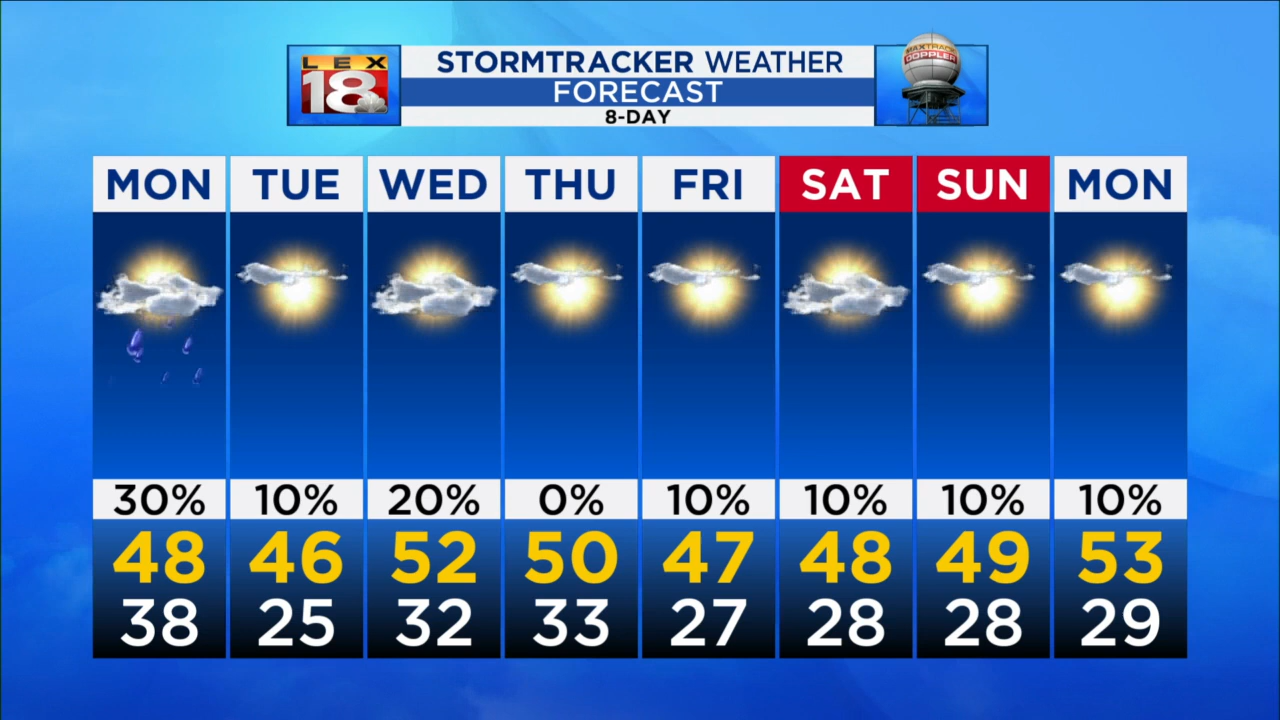 LEX
18
STORMTRACKER WEATHER
FORECAST
8-DAY
MAXTRACK
DOPPLER
MON TUE WED THU FRI SAT SUN MON
30% 10% 20% 0% 10% 10% 10% 10%
48 46 52 50 47 48 49 53
38 25 32 33 27 28 28 29